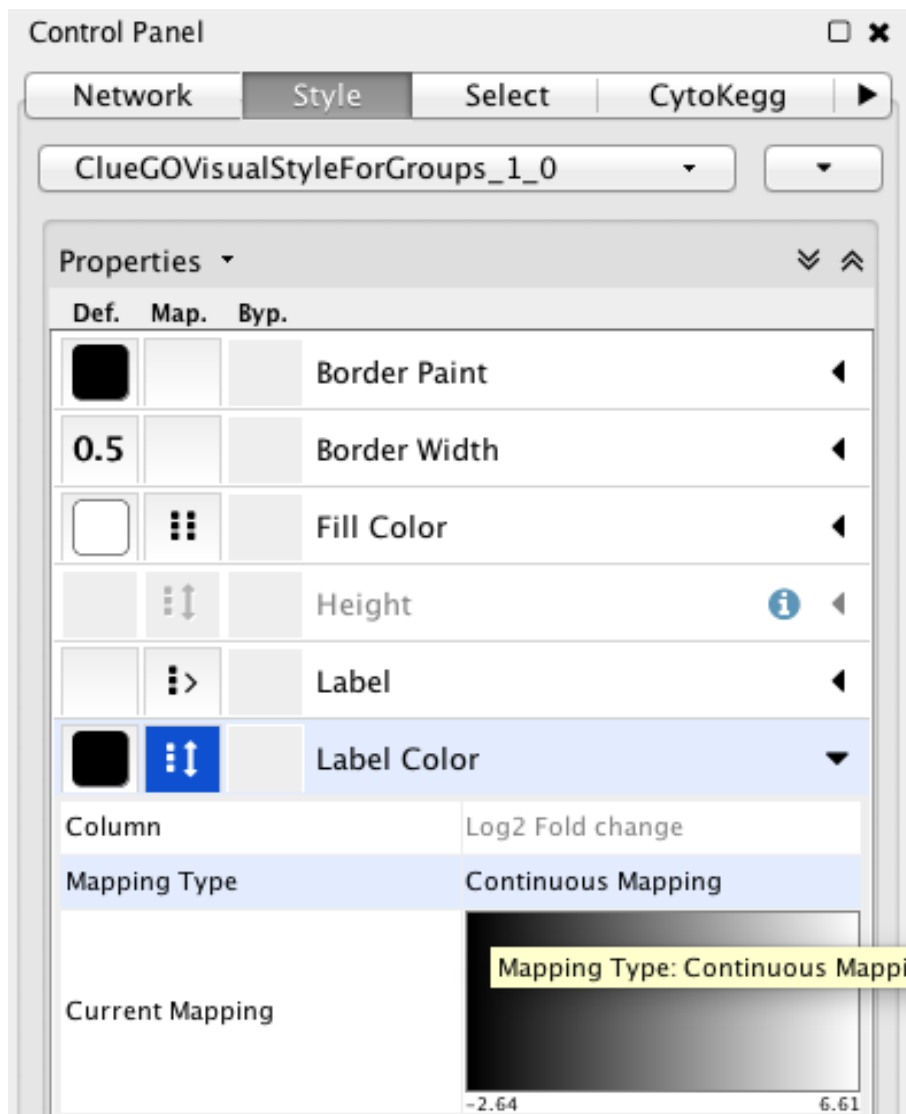 Control Panel
Network Style Select CytoKegg
ClueGOVisualStyleForGroups_1_0
Properties
Def. Map. Byp.
Border Paint
0.5 Border Width
Fill Color
Height
Label
Label Color
Column Log2 Fold change
Mapping Type Continuous Mapping
Mapping Type: Continuous Mappi
Current Mapping
-2.64 6.61